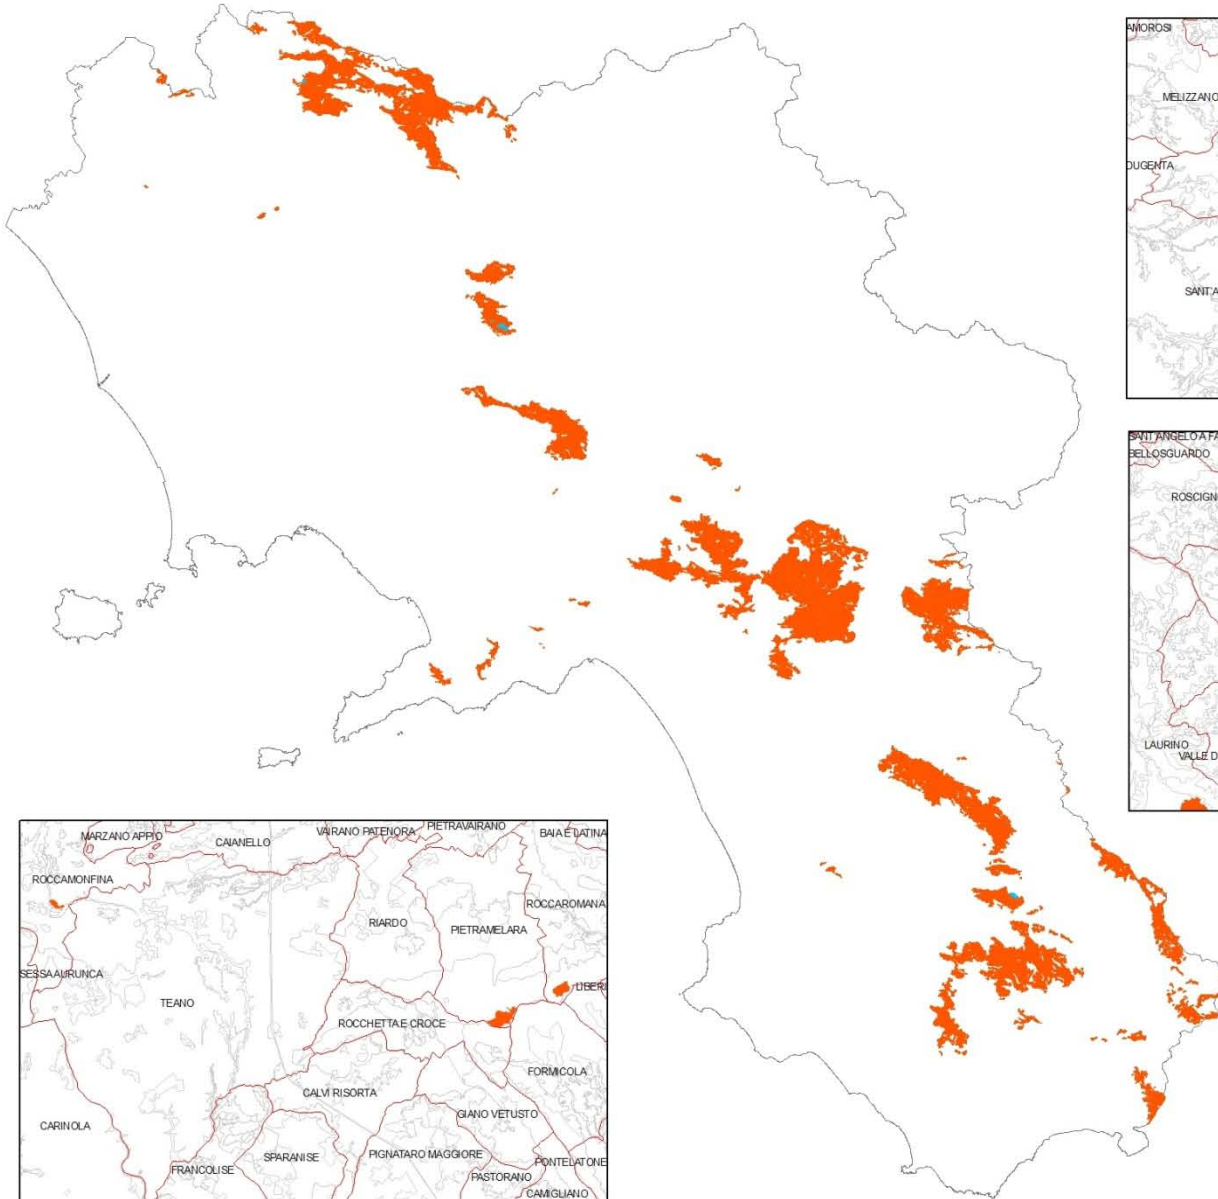 AMOROSI
MELIZZANO
DUGENTA
SANT'A
SANT'ANGELO A FA
BELLOSGUARDO
ROSCIGN
LAURINO
VALLE D
MARZANO APPIO
CAIANELLO
VAIRANO PATENORA
PIETRAVAIRANO
BAIA E LATINA
ROCCAMONFINA
ROCCAROMANA
RIARDO
PIETRAMELARA
SESSA AURUNCA
TEANO
LIBERI
ROCCHETTA E CROCE
FORMICOLA
CALVI RISORTA
GIANO VETUSTO
CARINOLA
SPARANISE
PIGNATARO MAGGIORE
PONTELATONE
FRANCOLISE
PASTORANO
CAMIGLIANO